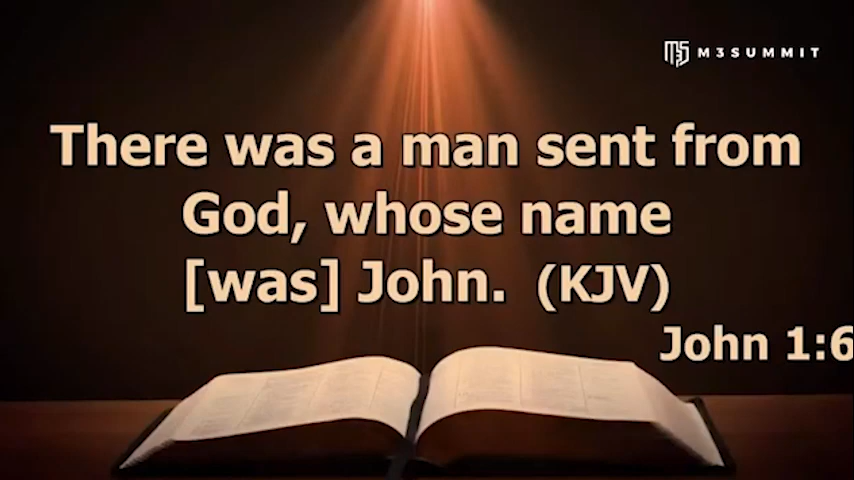 M3SUMMIT
There was a man sent from
God, whose name
[was] John. (KJV)
John 1:6